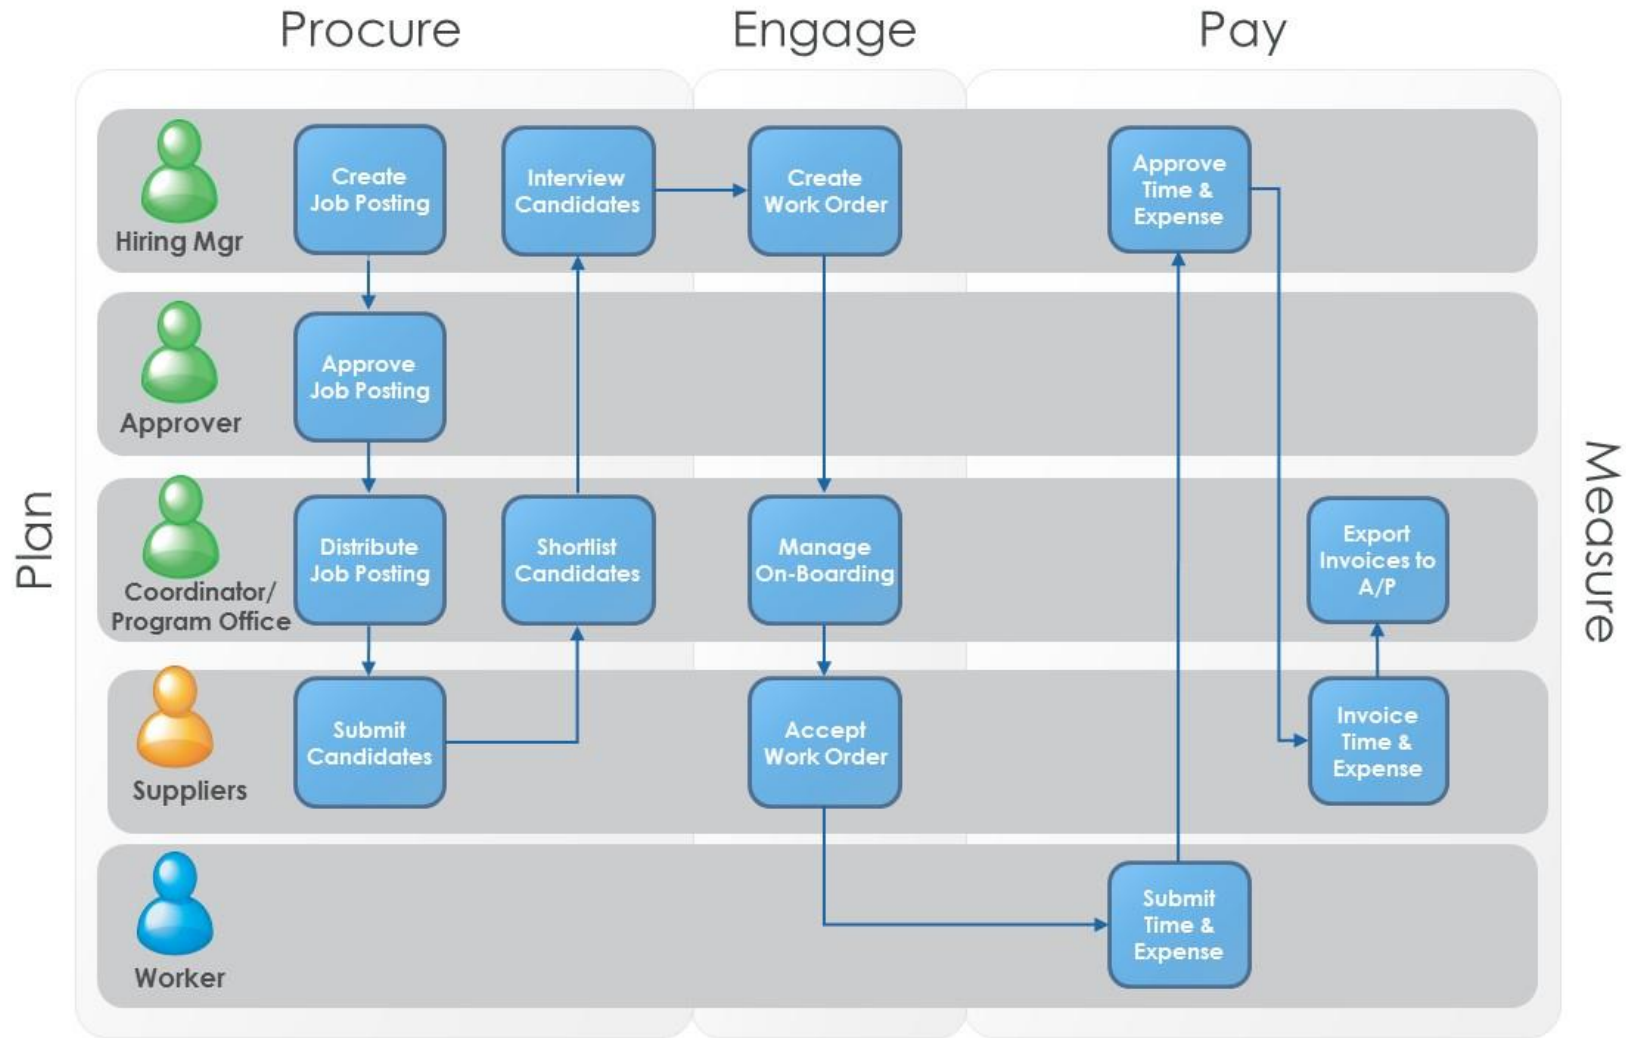 Procure
Engage
Pay
Plan
Measure
Hiring Mgr
Create
Job Posting
Interview
Candidates
Create
Work Order
Approve
Time &
Expense
Approver
Approve
Job Posting
Coordinator/
Program Office
Distribute
Job Posting
Shortlist
Candidates
Manage
On-Boarding
Export
Invoices to
A/P
Suppliers
Submit
Candidates
Accept
Work Order
Invoice
Time &
Expense
Worker
Submit
Time &
Expense